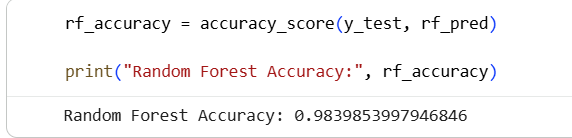 rf_accuracy = accuracy_score(y_test, rf_pred)
print("Random Forest Accuracy:", rf_accuracy)
Random Forest Accuracy: 0.9839853997946846